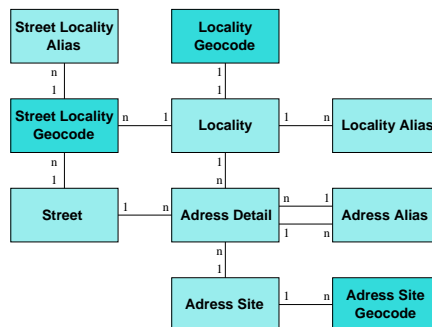 Street Locality
Alias
Locality
Geocode
n
1
1
1
Street Locality
Geocode
n
1
Locality
1
n
Locality Alias
n
1
1
n
Street
1
n
Adress Detail
n
1
1
n
Adress Alias
n
1
Adress Site
1
n
Adress Site
Geocode